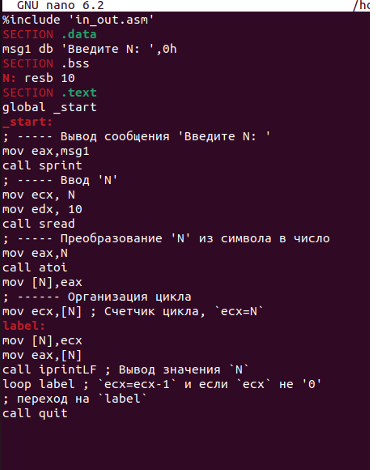 GNU nano 6.2 /ho
%include 'in_out.asm'
SECTION .data
msg1 db 'Введите N: ',0h
SECTION .bss
N: resb 10
SECTION .text
global _start
_start:
; ----- Вывод сообщения 'Введите N: '
mov eax,msg1
call sprint
; ----- Ввод 'N'
mov ecx, N
mov edx, 10
call sread
; ----- Преобразование 'N' из символа в число
mov eax,N
call atoi
mov [N],eax
; ------ Организация цикла
mov ecx,[N] ; Счетчик цикла, `ecx=N`
label:
mov [N],ecx
mov eax,[N]
call iprintLF ; Вывод значения `N`
loop label ; `ecx=ecx-1` и если `ecx` не '0'
; переход на `label`
call quit